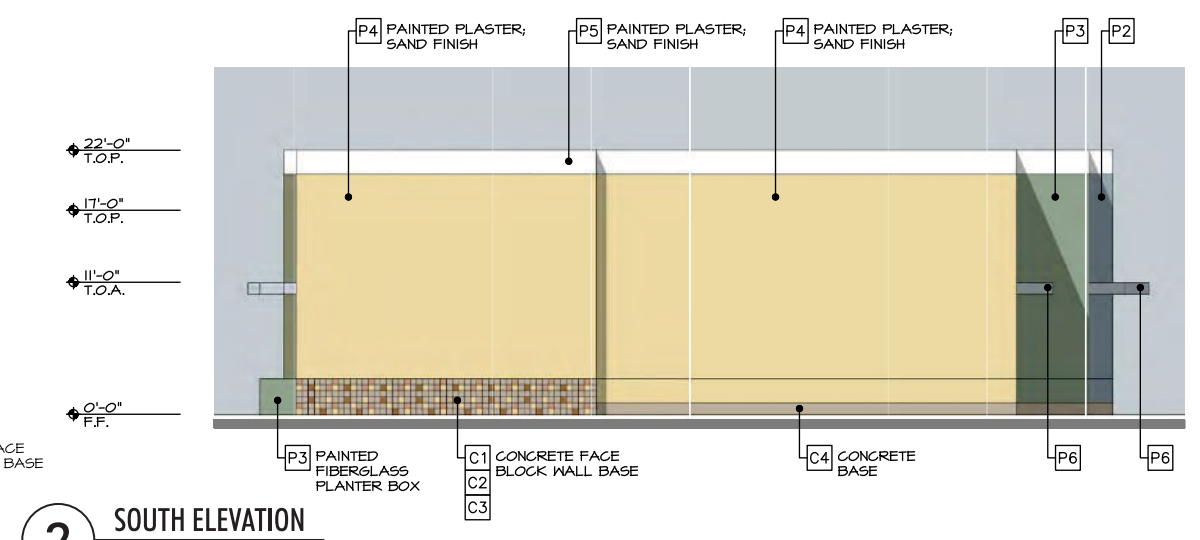 P4 PAINTED PLASTER;
SAND FINISH
P5 PAINTED PLASTER;
SAND FINISH
P4 PAINTED PLASTER;
SAND FINISH
P3
P2
22'-0"
T.O.P.
17'-0"
T.O.P.
11'-0"
T.O.A.
0'-0"
F.F.
ACE
BASE
P3 PAINTED
FIBERGLASS
PLANTER BOX
C1 CONCRETE FACE
BLOCK WALL BASE
C2
C3
C4 CONCRETE
BASE
P6
P6
2 SOUTH ELEVATION